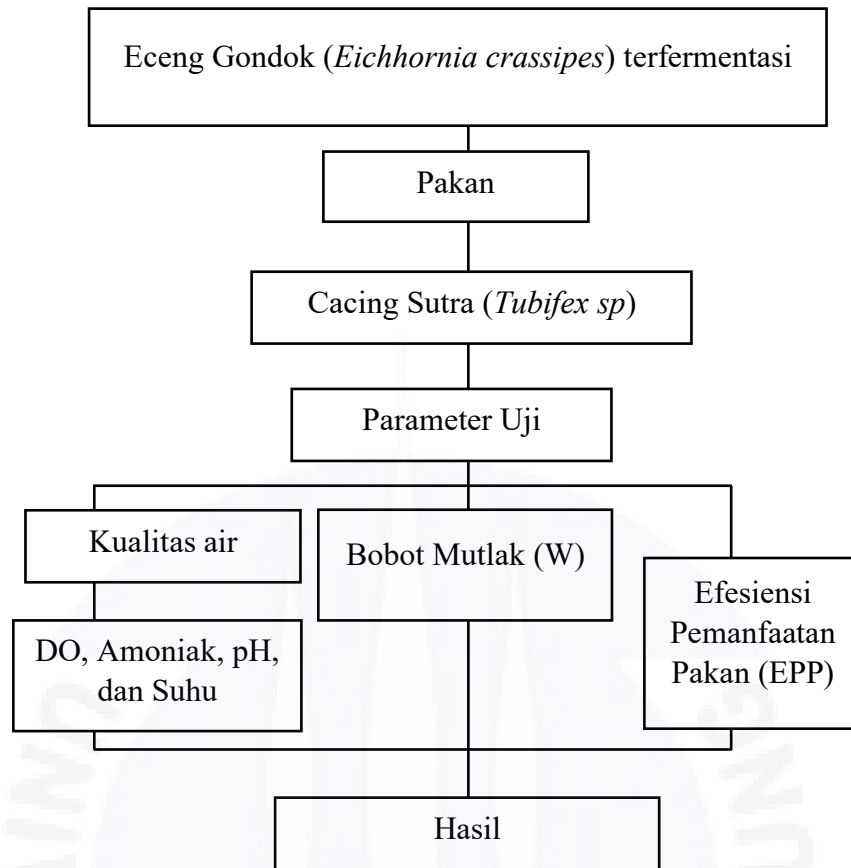 Eceng Gondok (Eichhornia crassipes) terfermentasi
Pakan
Cacing Sutra (Tubifex sp)
Parameter Uji
Kualitas air
DO, Amoniak, pH,
dan Suhu
Bobot Mutlak (W)
Efesiensi
Pemanfaatan
Pakan (EPP)
Hasil